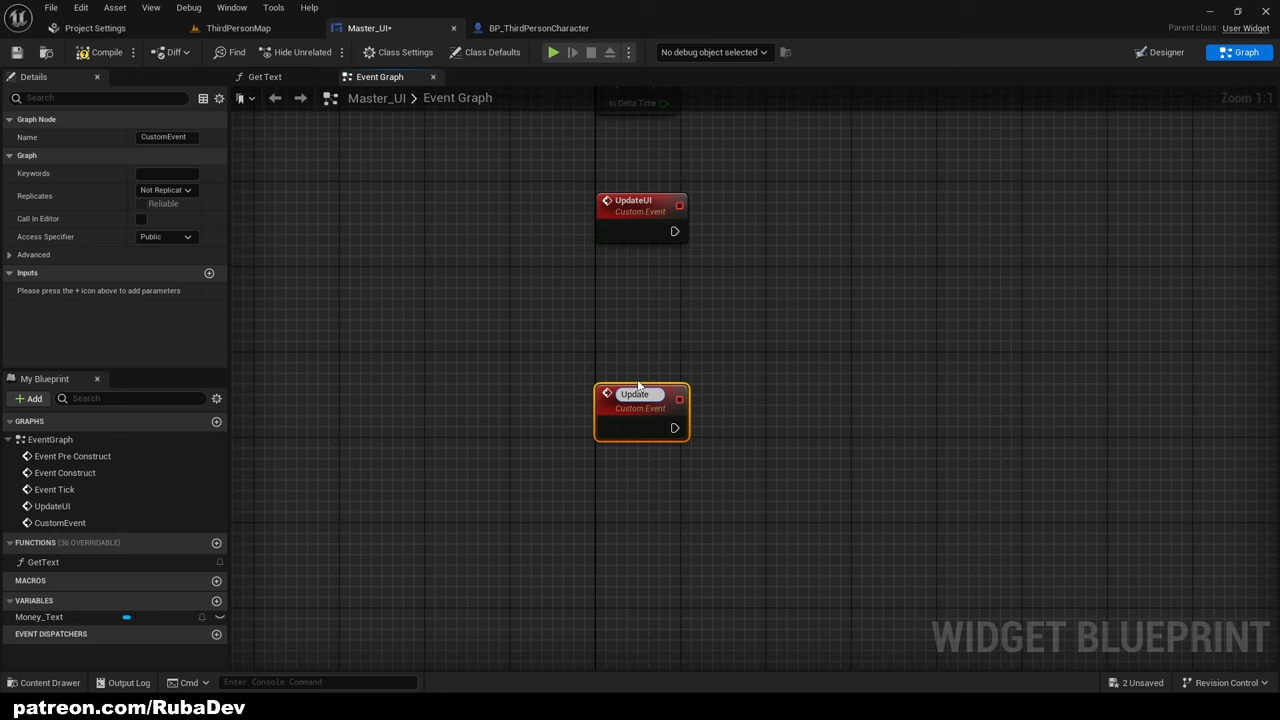 File Edit Asset View Debug Window Tools Help
Project Settings ThirdPersonMap Master_UI• BP_ThirdPersonCharacter Parent class: User Widget
Compile Diff Find Hide Unrelated Class Settings Class Defaults No debug object selected Designer Graph
Details Get Text Event Graph
Search Master_UI > Event Graph Zoom 1:1
In Delta Time
Graph Node
Name CustomEvent
Graph
Keywords
Replicates Not Replicat
Reliable
Call In Editor
Access Specifier Public
Advanced
Inputs
Please press the + icon above to add parameters
UpdateUI
Custom Event
Update
Custom Event
My Blueprint
+ Add Search
GRAPHS
EventGraph
Event Pre Construct
Event Construct
Event Tick
UpdateUI
CustomEvent
FUNCTIONS (36 OVERRIDABLE)
GetText
MACROS
VARIABLES
Money_Text
EVENT DISPATCHERS
WIDGET BLUEPRINT
Content Drawer Output Log Cmd Enter Console Command 2 Unsaved Revision Control
patreon.com/RubaDev